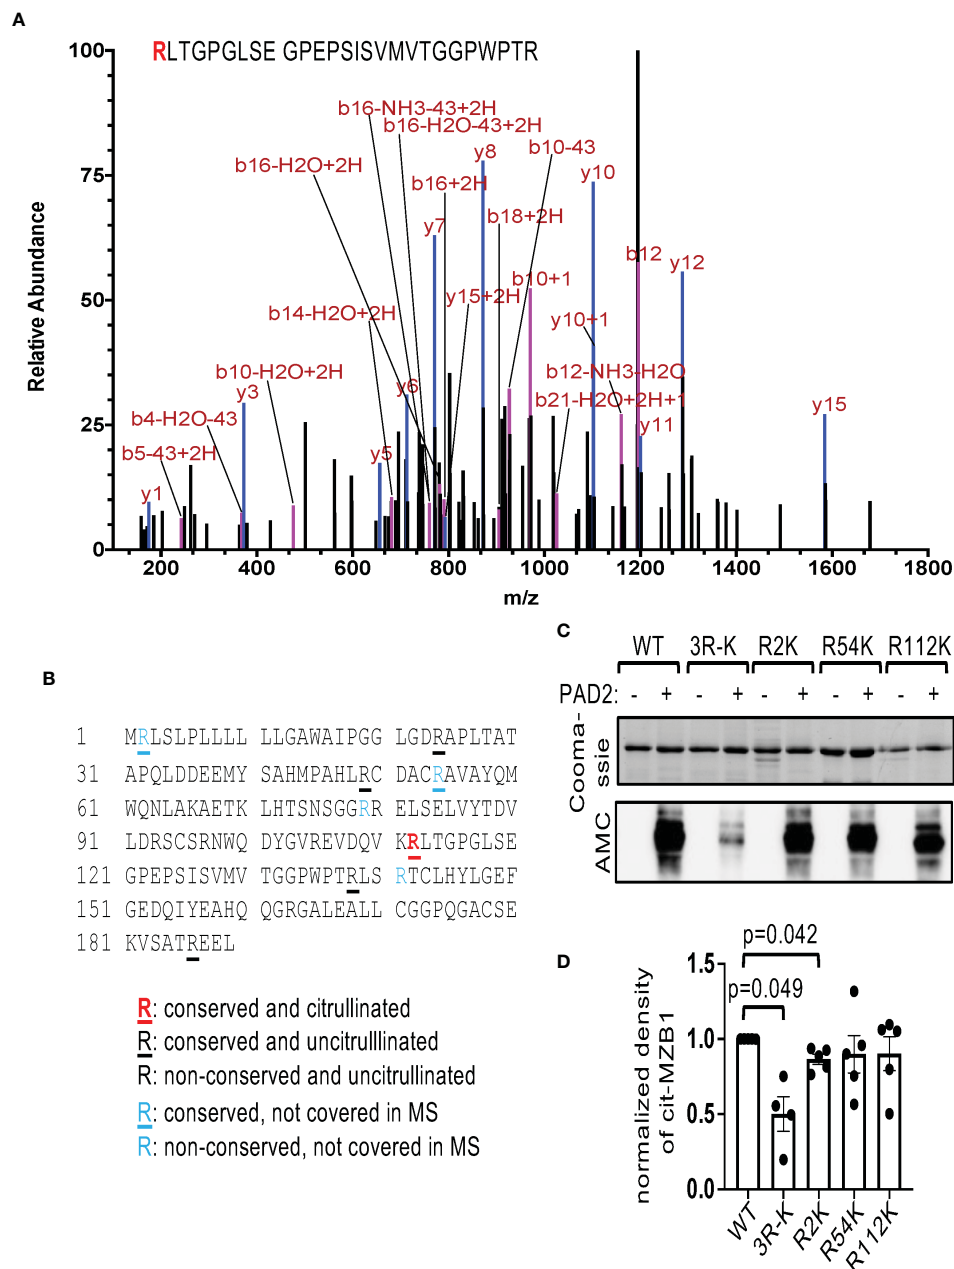 A
RLTGPGLSE GPEPSISVMVTGGPWPTR
Relative Abundance
100
75
50
25
0
b16-NH3-43+2H
b16-H2O-43+2H
y8
b10-43
b16-H2O+2H
b16+2H
y10
y7
b18+2H
b12
y12
b10+1
y15+2H
b14-H2O+2H
y10+1
b10-H2O+2H
b12-NH3-H2O
y3
y6
b21-H2O+2H+1
b4-H2O-43
y15
y11
b5-43+2H
y5
y1
200
400
600
800
1000
1200
1400
1600
1800
m/z
B
1 MRLSLPLLLL LLGAWAIPGG LGDRAPLTAT
31 APQLDDEEMY SAHMPAHLRC DACRAVAYQM
61 WQNLAKAETK LHTSNSGGRR ELSELVYTDV
91 LDRSCSRNWQ DYGVREVDQV KRLTGPGLSE
121 GPEPSISVMV TGGPWPTRLS RTCLHYLGEF
151 GEDQIYEAHQ QGRGALEALL CGGPQGACSE
181 KVSATREEL
R: conserved and citrullinated
R: conserved and uncitrulllinated
R: non-conserved and uncitrullinated
R: conserved, not covered in MS
R: non-conserved, not covered in MS
C
WT 3R-K R2K R54K R112K
PAD2: - + - + - + - + - +
Cooma-
ssie
AMC
D
normalized density
of cit-MZB1
p=0.042
p=0.049
1.5
1.0
0.5
0.0
WT
3R-K
R2K
R54K
R112K